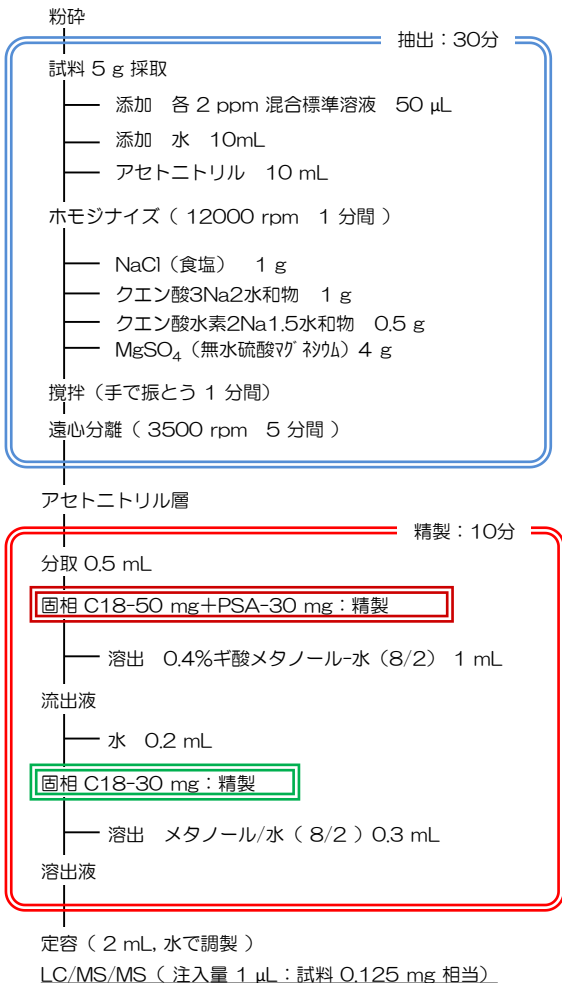 粉砕
抽出：30分
試料 5 g 採取
添加 各 2 ppm 混合標準溶液 50 μL
添加 水 10mL
アセトニトリル 10 mL
ホモジナイズ（ 12000 rpm 1 分間 ）
NaCl（食塩） 1 g
クエン酸3Na2水和物 1 g
クエン酸水素2Na1.5水和物 0.5 g
MgSO₄（無水硫酸ﾏｸﾞﾈｼｳﾑ）4 g
撹拌（手で振とう 1 分間）
遠心分離（ 3500 rpm 5 分間 ）
アセトニトリル層
精製：10分
分取 0.5 mL
固相 C18-50 mg＋PSA-30 mg：精製
溶出 0.4%ギ酸メタノール-水（8/2） 1 mL
流出液
水 0.2 mL
固相 C18-30 mg：精製
溶出 メタノール/水（ 8/2 ）0.3 mL
溶出液
定容（ 2 mL, 水で調製 ）
LC/MS/MS（ 注入量 1 μL：試料 0.125 mg 相当）